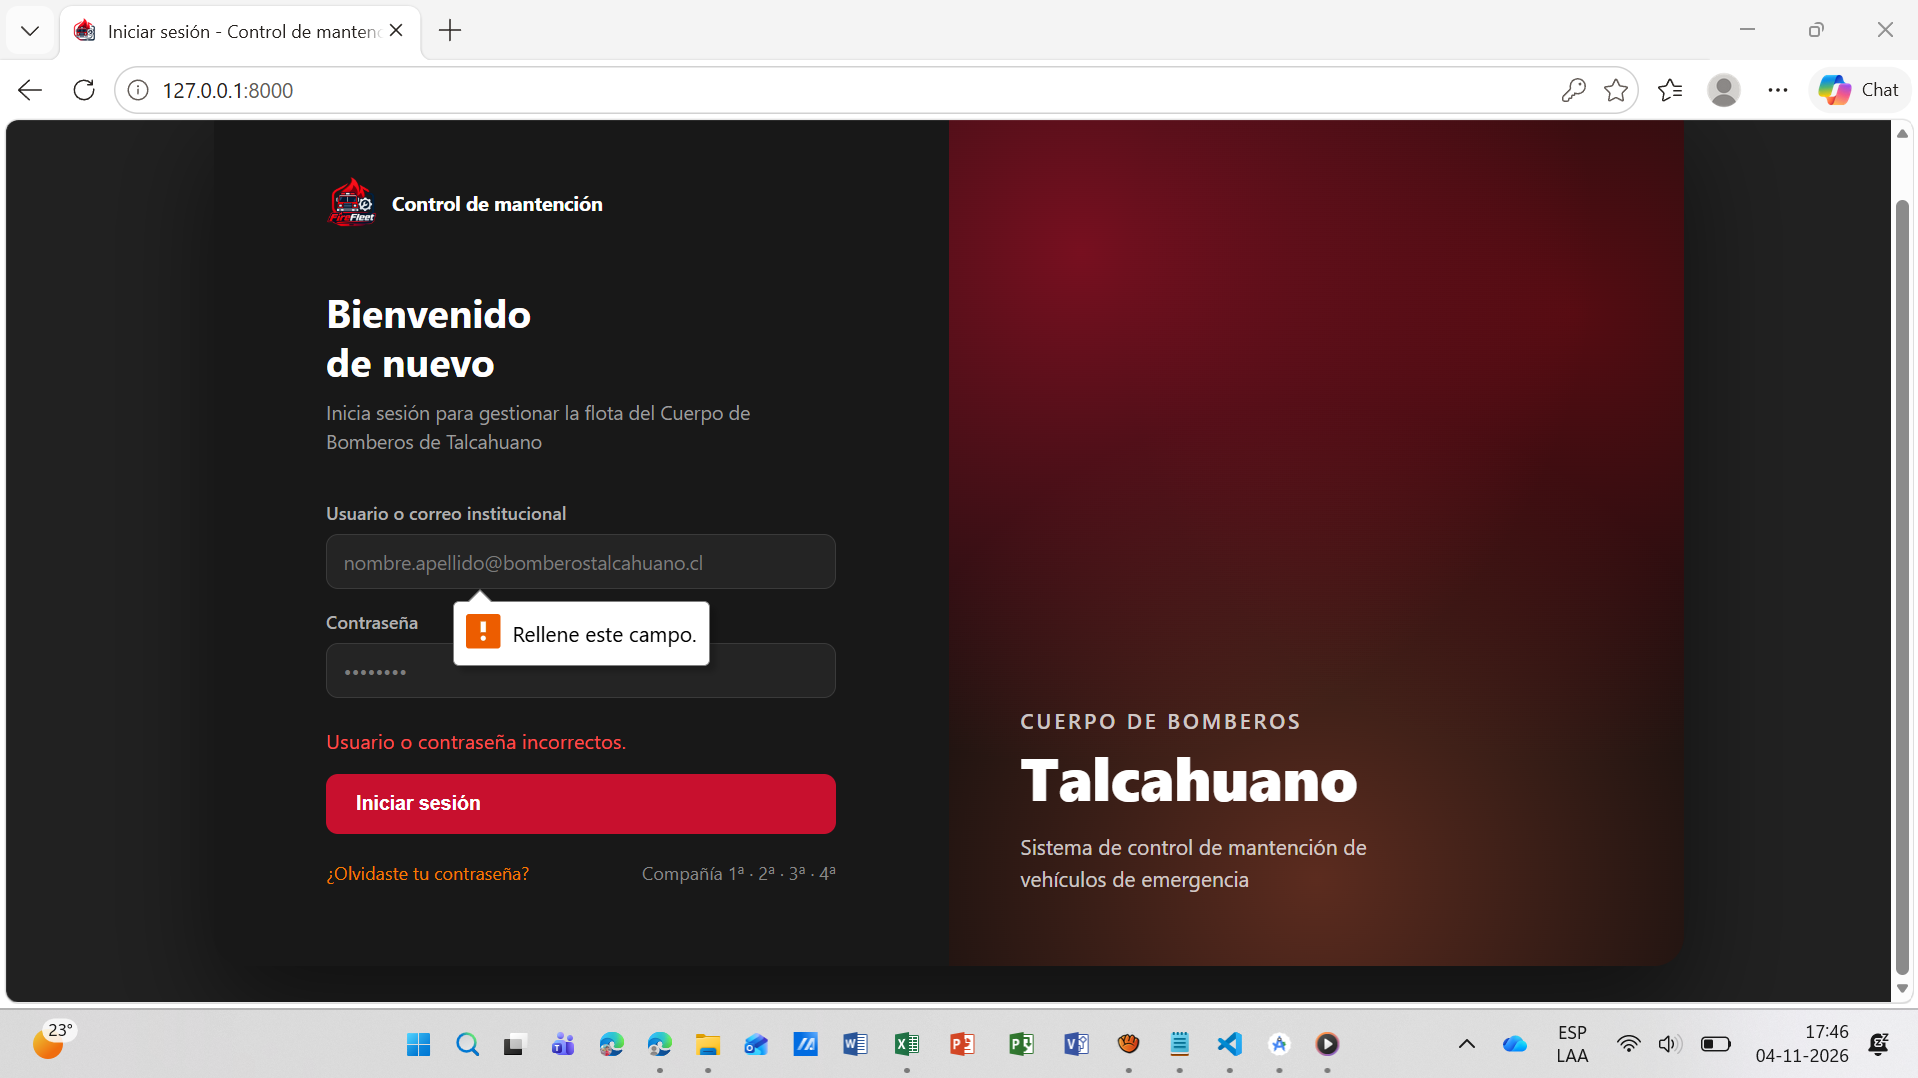 Iniciar sesión - Control de manten
127.0.0.1:8000
Chat
FireFleet
Control de mantención
Bienvenido
de nuevo
Inicia sesión para gestionar la flota del Cuerpo de
Bomberos de Talcahuano
Usuario o correo institucional
nombre.apellido@bomberostalcahuano.cl
Rellene este campo.
Contraseña
••••••••
Usuario o contraseña incorrectos.
Iniciar sesión
¿Olvidaste tu contraseña?
Compañía 1ª · 2ª · 3ª · 4ª
CUERPO DE BOMBEROS
Talcahuano
Sistema de control de mantención de
vehículos de emergencia
23°
ESP
LAA
17:46
04-11-2026